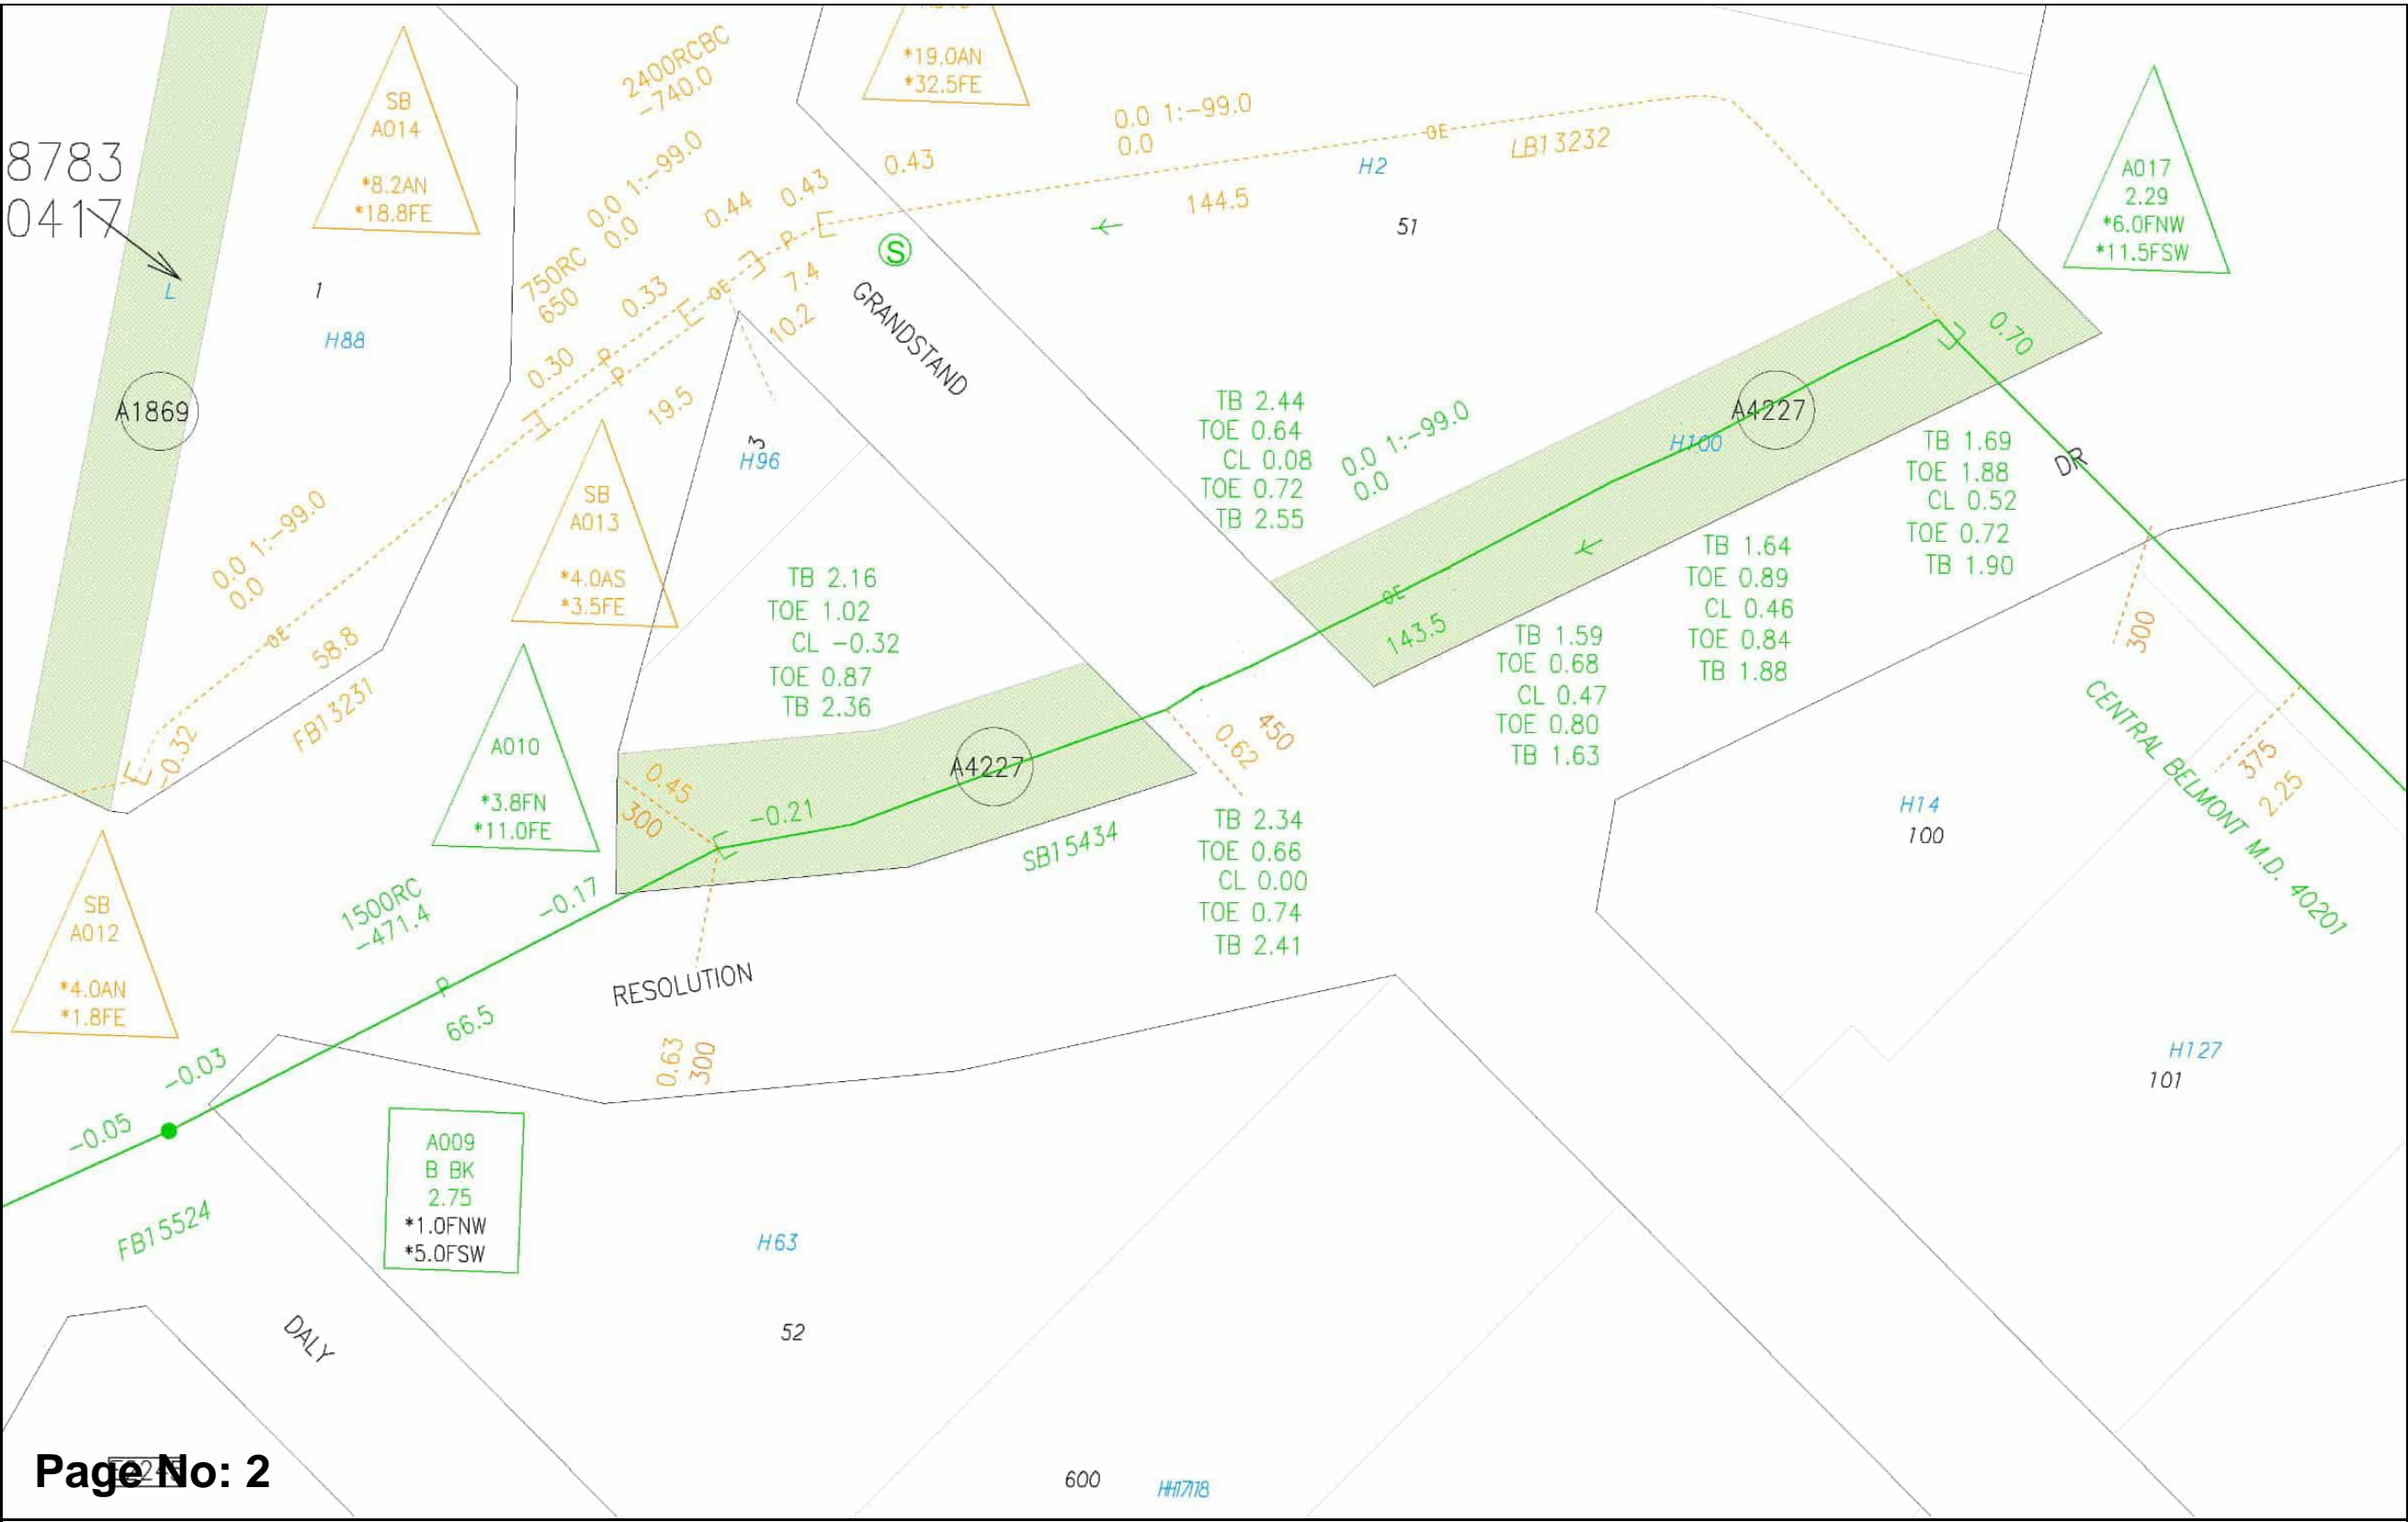 *19.0AN
*32.5FE
2400RCBC
-740.0
SB
A014
*8.2AN
*18.8FE
8783
0417
L
1
H88
A1869
0.0 1:-99.0
0.0
750RC
650
0.44
0.43
0.43
0.33
0.30
P
P
P
OE
7.4
10.2
19.5
S
GRANDSTAND
0.0 1:-99.0
0.0
OE
LB13232
H2
144.5
51
A017
2.29
*6.0FNW
*11.5FSW
0.70
A4227
H100
DR
TB 2.44
TOE 0.64
CL 0.08
TOE 0.72
TB 2.55
0.0 1:-99.0
0.0
TB 1.69
TOE 1.88
CL 0.52
TOE 0.72
TB 1.90
TB 1.64
TOE 0.89
CL 0.46
TOE 0.84
TB 1.88
TB 1.59
TOE 0.68
CL 0.47
TOE 0.80
TB 1.63
OE
143.5
3
H96
SB
A013
*4.0AS
*3.5FE
0.0 1:-99.0
0.0
OE
58.8
FB13231
-0.32
TB 2.16
TOE 1.02
CL -0.32
TOE 0.87
TB 2.36
A010
*3.8FN
*11.0FE
0.45
300
-0.21
A4227
SB15434
450
0.62
TB 2.34
TOE 0.66
CL 0.00
TOE 0.74
TB 2.41
300
375
2.25
CENTRAL BELMONT M.D. 40201
H14
100
H127
101
SB
A012
*4.0AN
*1.8FE
1500RC
-471.4
-0.17
P
66.5
RESOLUTION
0.63
300
-0.03
-0.05
FB15524
A009
B BK
2.75
*1.0FNW
*5.0FSW
H63
52
DALY
600
Page No: 2